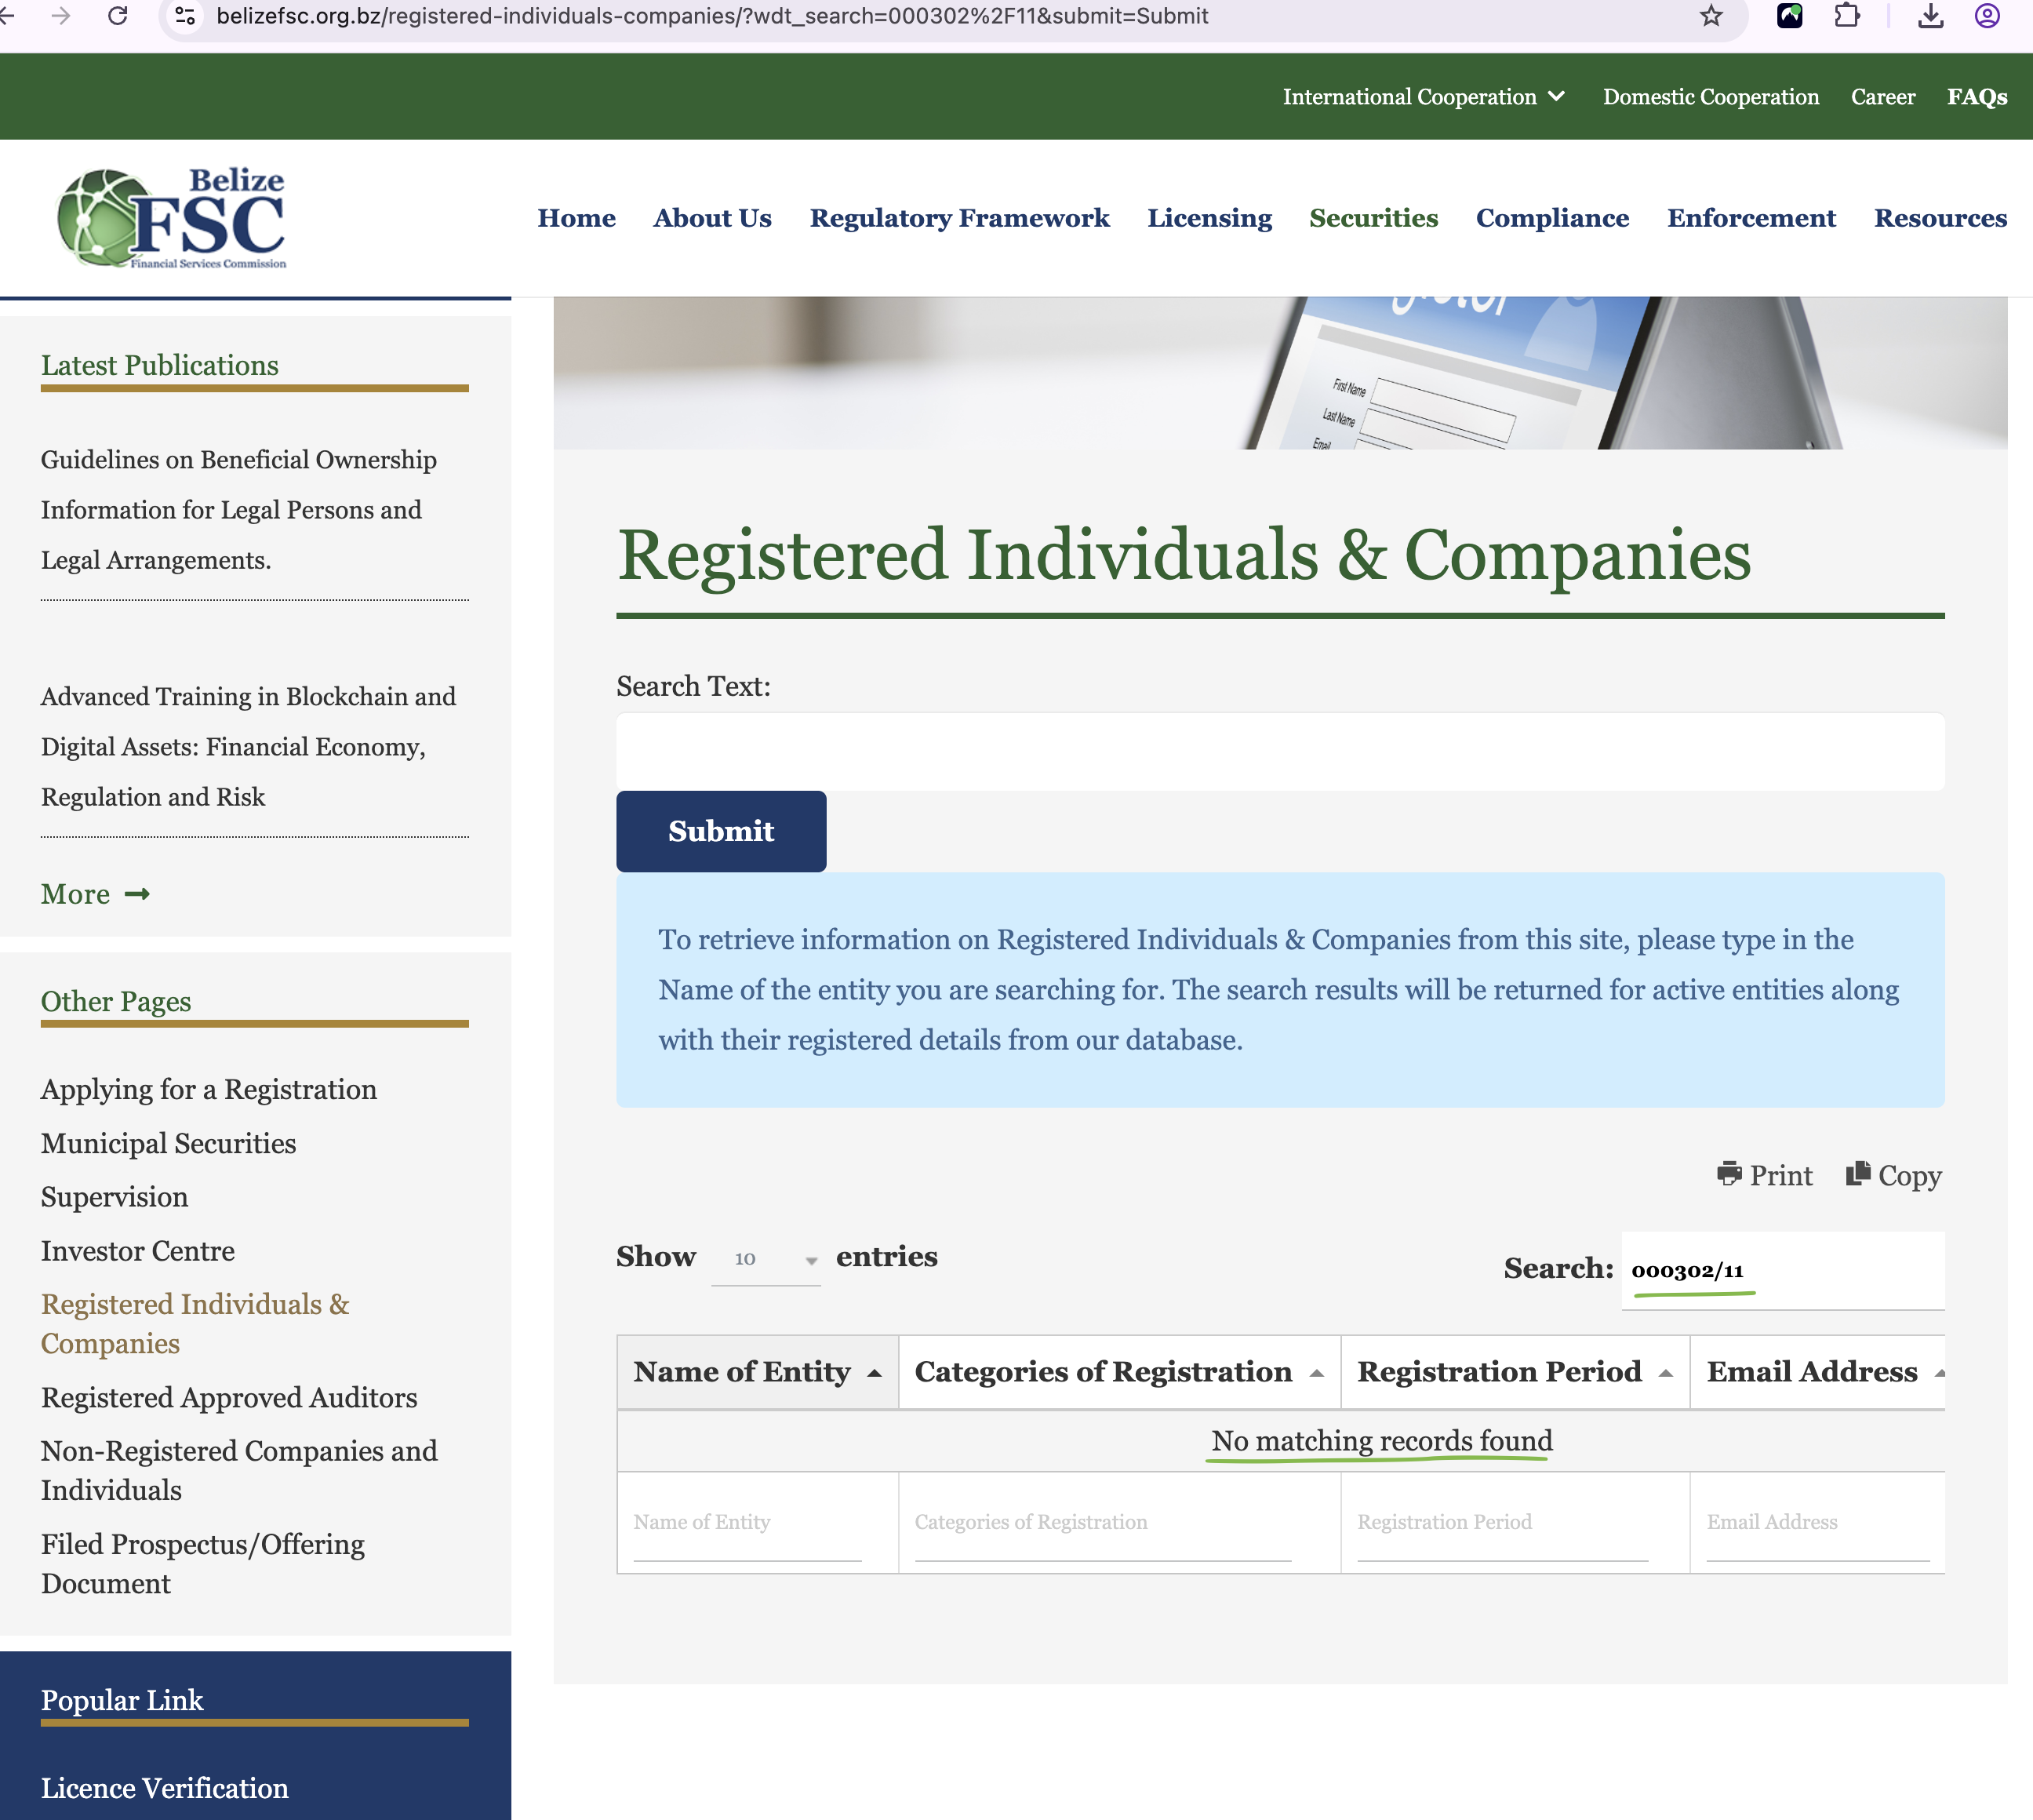 belizefsc.org.bz/registered-individuals-companies/?wdt_search=000302%2F11&submit=Submit
International Cooperation
Domestic Cooperation
Career
FAQs
Belize
FSC
Financial Services Commission
Home
About Us
Regulatory Framework
Licensing
Securities
Compliance
Enforcement
Resources
Latest Publications
Guidelines on Beneficial Ownership
Information for Legal Persons and
Legal Arrangements.
Advanced Training in Blockchain and
Digital Assets: Financial Economy,
Regulation and Risk
More
Other Pages
Applying for a Registration
Municipal Securities
Supervision
Investor Centre
Registered Individuals &
Companies
Registered Approved Auditors
Non-Registered Companies and
Individuals
Filed Prospectus/Offering
Document
Popular Link
Licence Verification
First Name
Last Name
Email
Registered Individuals & Companies
Search Text:
Submit
To retrieve information on Registered Individuals & Companies from this site, please type in the
Name of the entity you are searching for. The search results will be returned for active entities along
with their registered details from our database.
Print Copy
Show 10 entries
Search: 000302/11
Name of Entity Categories of Registration Registration Period Email Address
No matching records found
Name of Entity Categories of Registration Registration Period Email Address